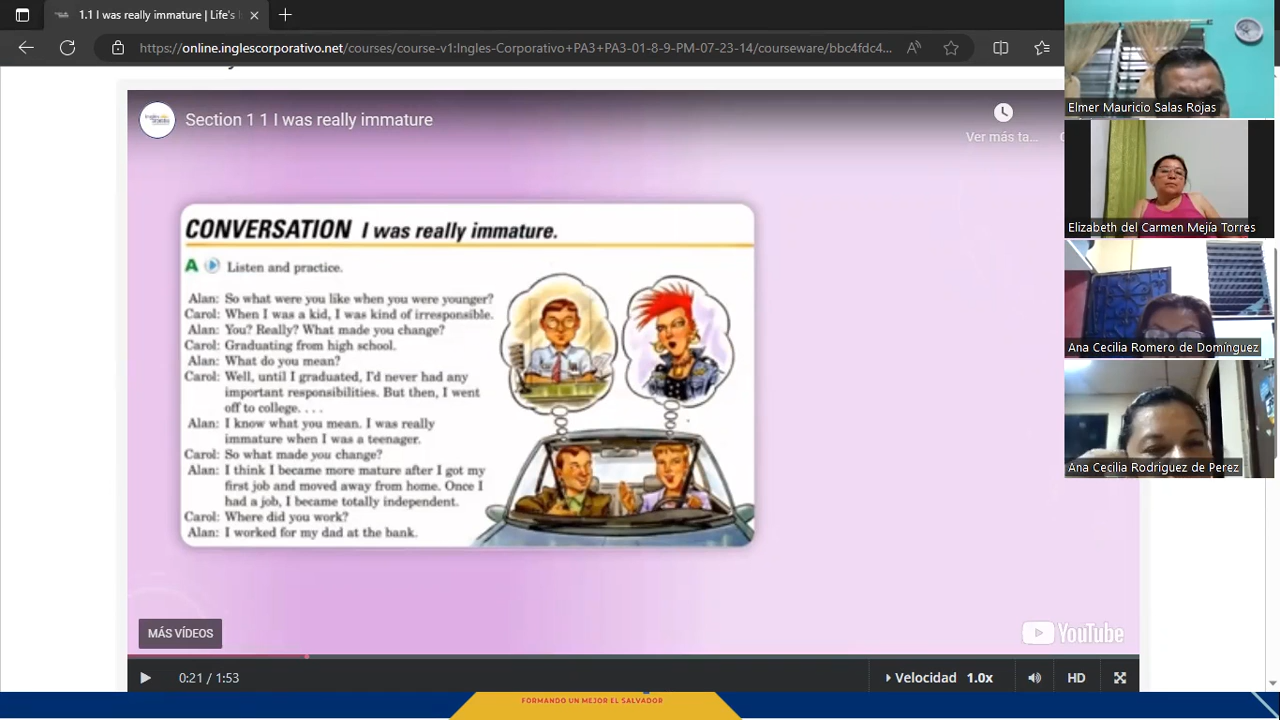 1.1 I was really immature | Life's l
https://online.inglescorporativo.net/courses/course-v1:Ingles-Corporativo+PA3+PA3-01-8-9-PM-07-23-14/courseware/bbc4fdc4...
Section 1 1 I was really immature
Ver más ta...
CONVERSATION I was really immature.
A Listen and practice.
Alan: So what were you like when you were younger?
Carol: When I was a kid, I was kind of irresponsible.
Alan: You? Really? What made you change?
Carol: Graduating from high school.
Alan: What do you mean?
Carol: Well, until I graduated, I'd never had any
important responsibilities. But then, I went
off to college. . . .
Alan: I know what you mean. I was really
immature when I was a teenager.
Carol: So what made you change?
Alan: I think I became more mature after I got my
first job and moved away from home. Once I
had a job, I became totally independent.
Carol: Where did you work?
Alan: I worked for my dad at the bank.
MÁS VÍDEOS
YouTube
0:21 / 1:53
Velocidad 1.0x
HD
FORMANDO UN MEJOR EL SALVADOR
Elmer Mauricio Salas Rojas
Elizabeth del Carmen Mejía Torres
Ana Cecilia Romero de Domínguez
Ana Cecilia Rodríguez de Perez